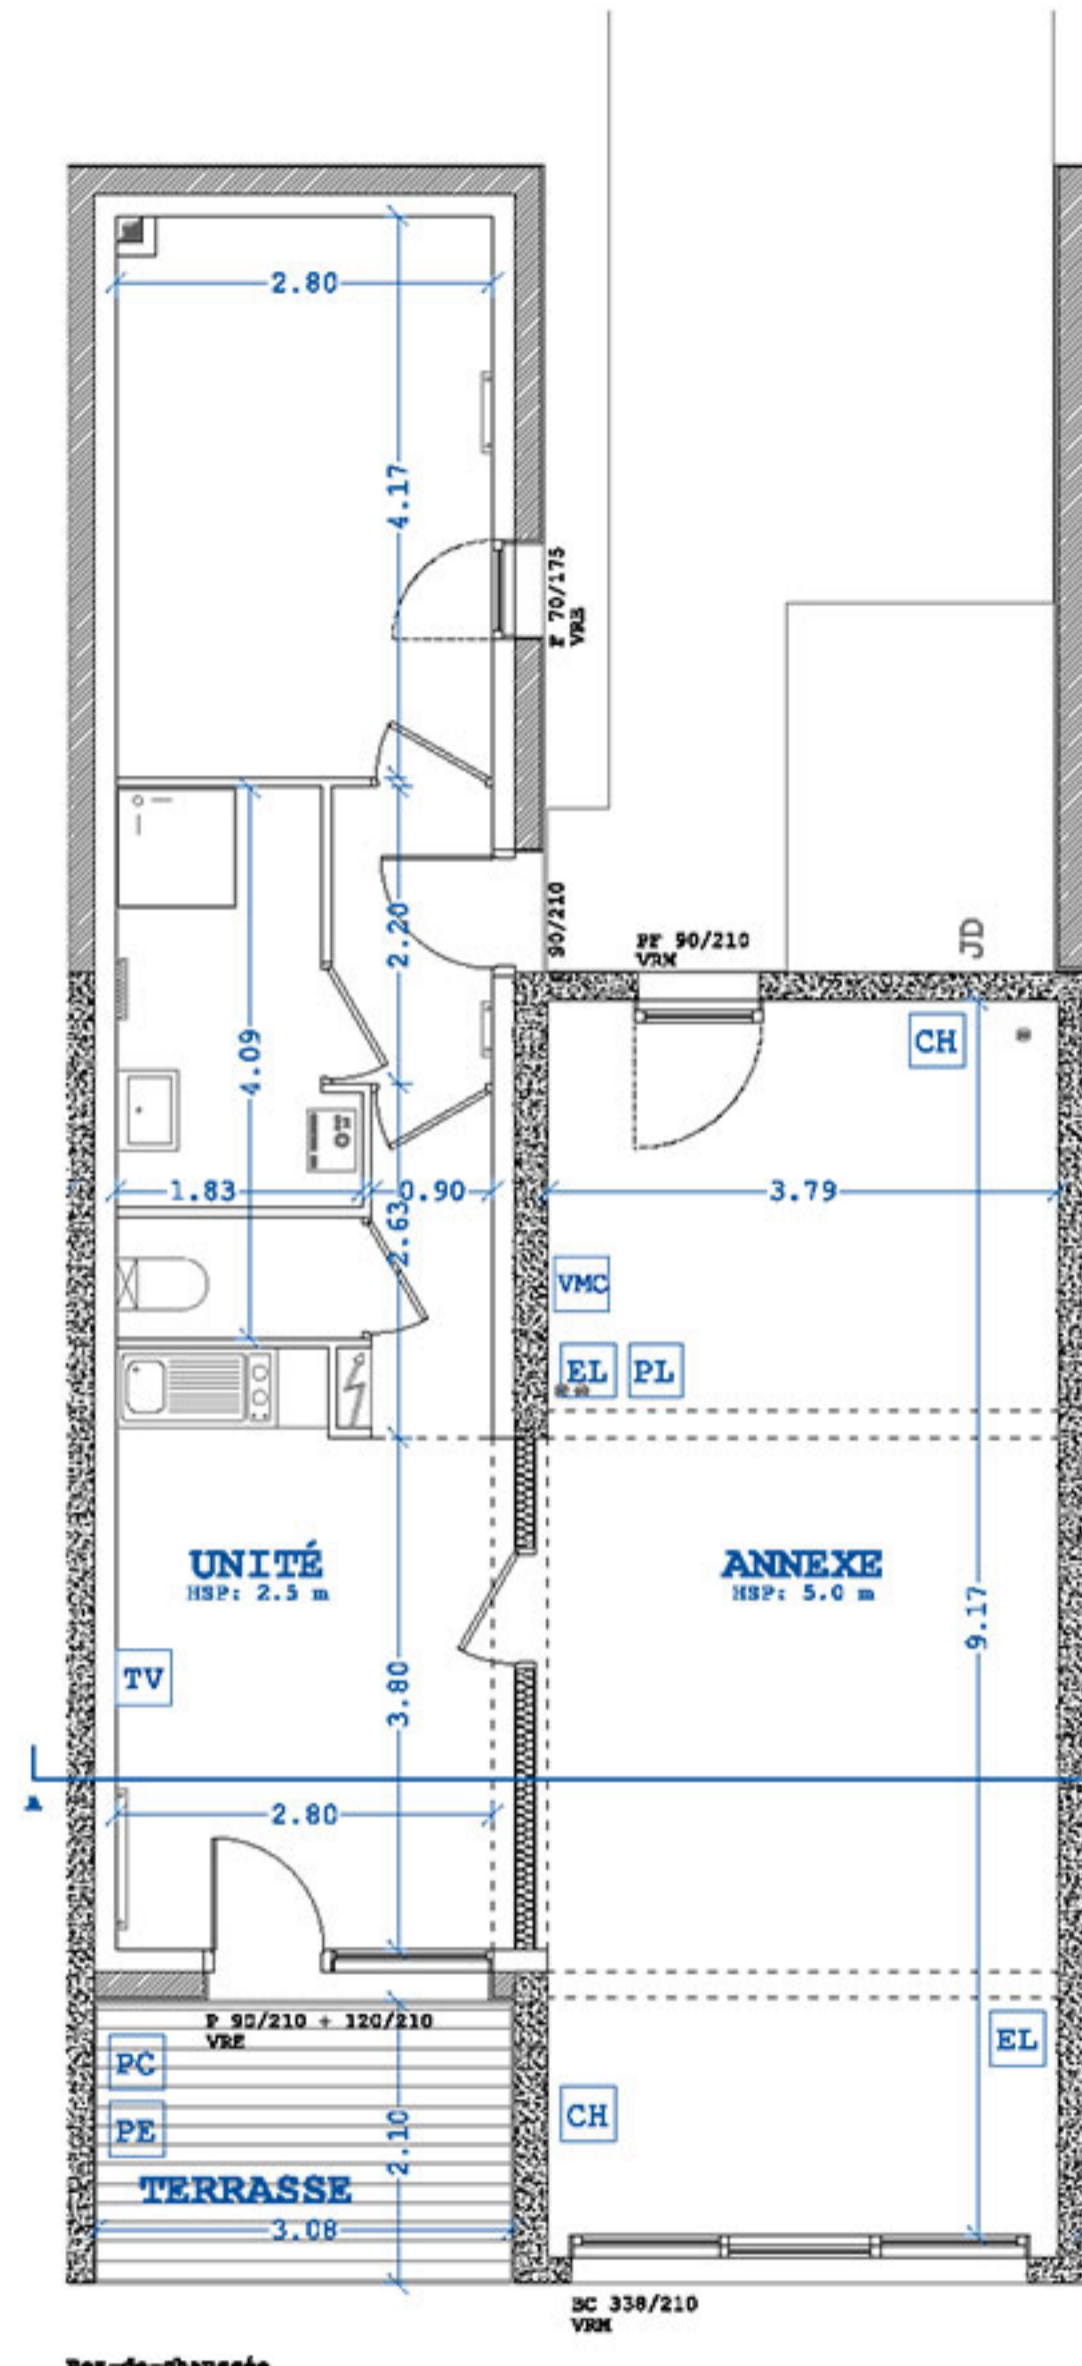 2.80
4.17
F 70/175
VRE
90/210
PF 90/210
VRM
JD
2.20
CH
4.09
1.83
0.90
3.79
2.63
VMC
EL
PL
UNITÉ
HSP: 2.5 m
ANNEXE
HSP: 5.0 m
9.17
TV
3.80
2.80
P 90/210 + 120/210
VRE
PC
PE
EL
CH
2.10
TERRASSE
3.08
BC 338/210
VRM